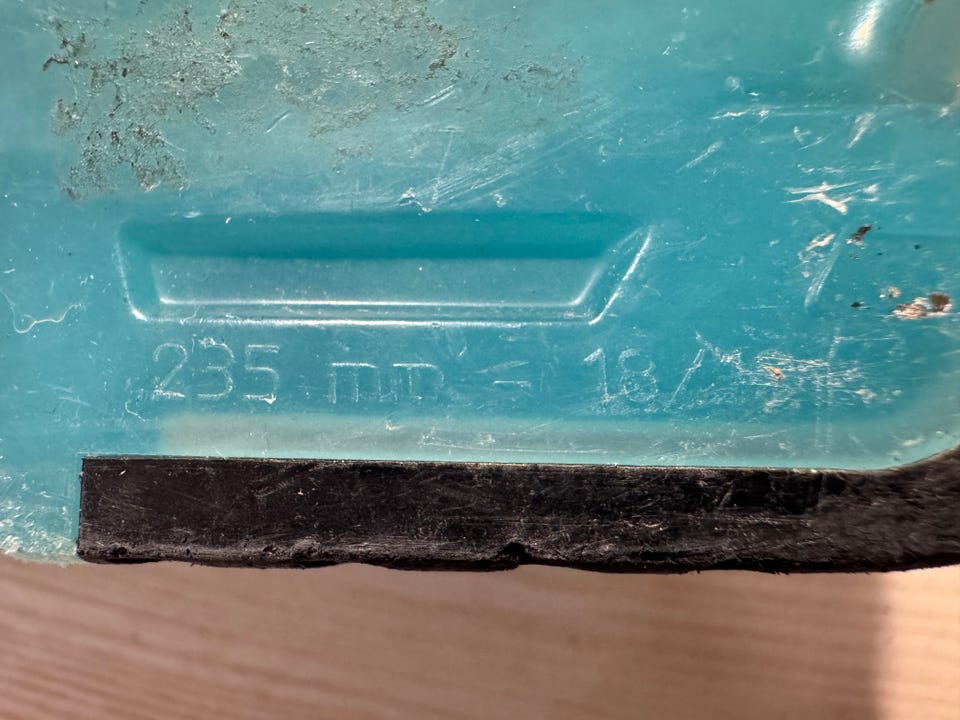 235 mm = 18/